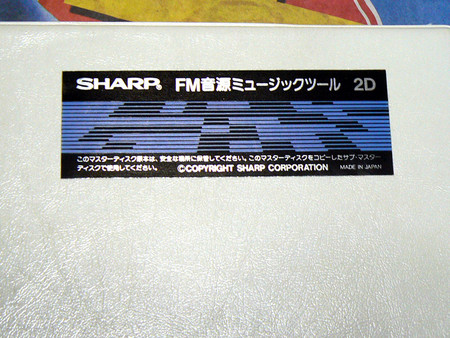 SHARP. FM音源ミュージックツール 2D
このマスターディスク原本は、安全な場所に保管してください。このマスターディスクをコピーしたサブ・マスター
ディスクで使用してください。 ©COPYRIGHT SHARP CORPORATION MADE IN JAPAN